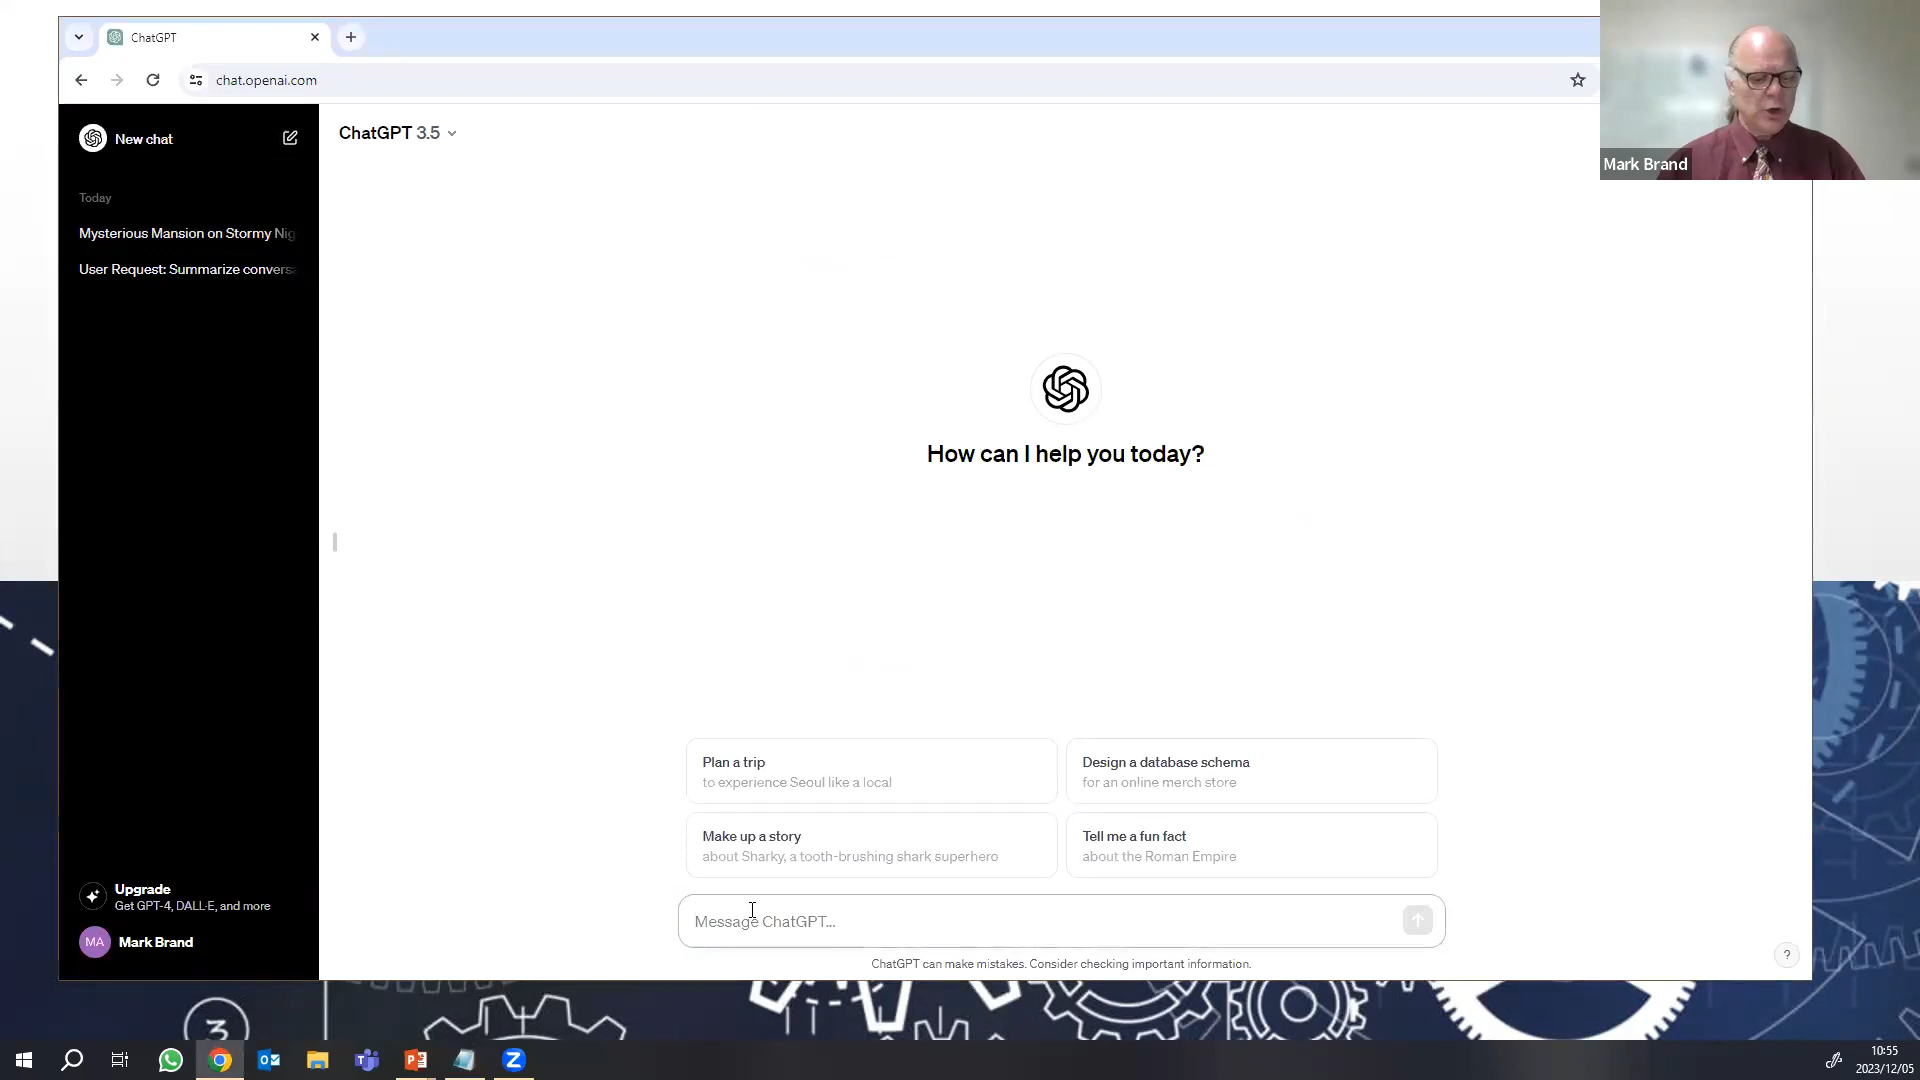 ChatGPT
chat.openai.com
New chat
Today
Mysterious Mansion on Stormy Nig
User Request: Summarize conversa
Upgrade
Get GPT-4, DALL·E, and more
MA
Mark Brand
ChatGPT 3.5
How can I help you today?
Plan a trip
to experience Seoul like a local
Design a database schema
for an online merch store
Make up a story
about Sharky, a tooth-brushing shark superhero
Tell me a fun fact
about the Roman Empire
Message ChatGPT...
ChatGPT can make mistakes. Consider checking important information.
?
Mark Brand
3
10:55
2023/12/05